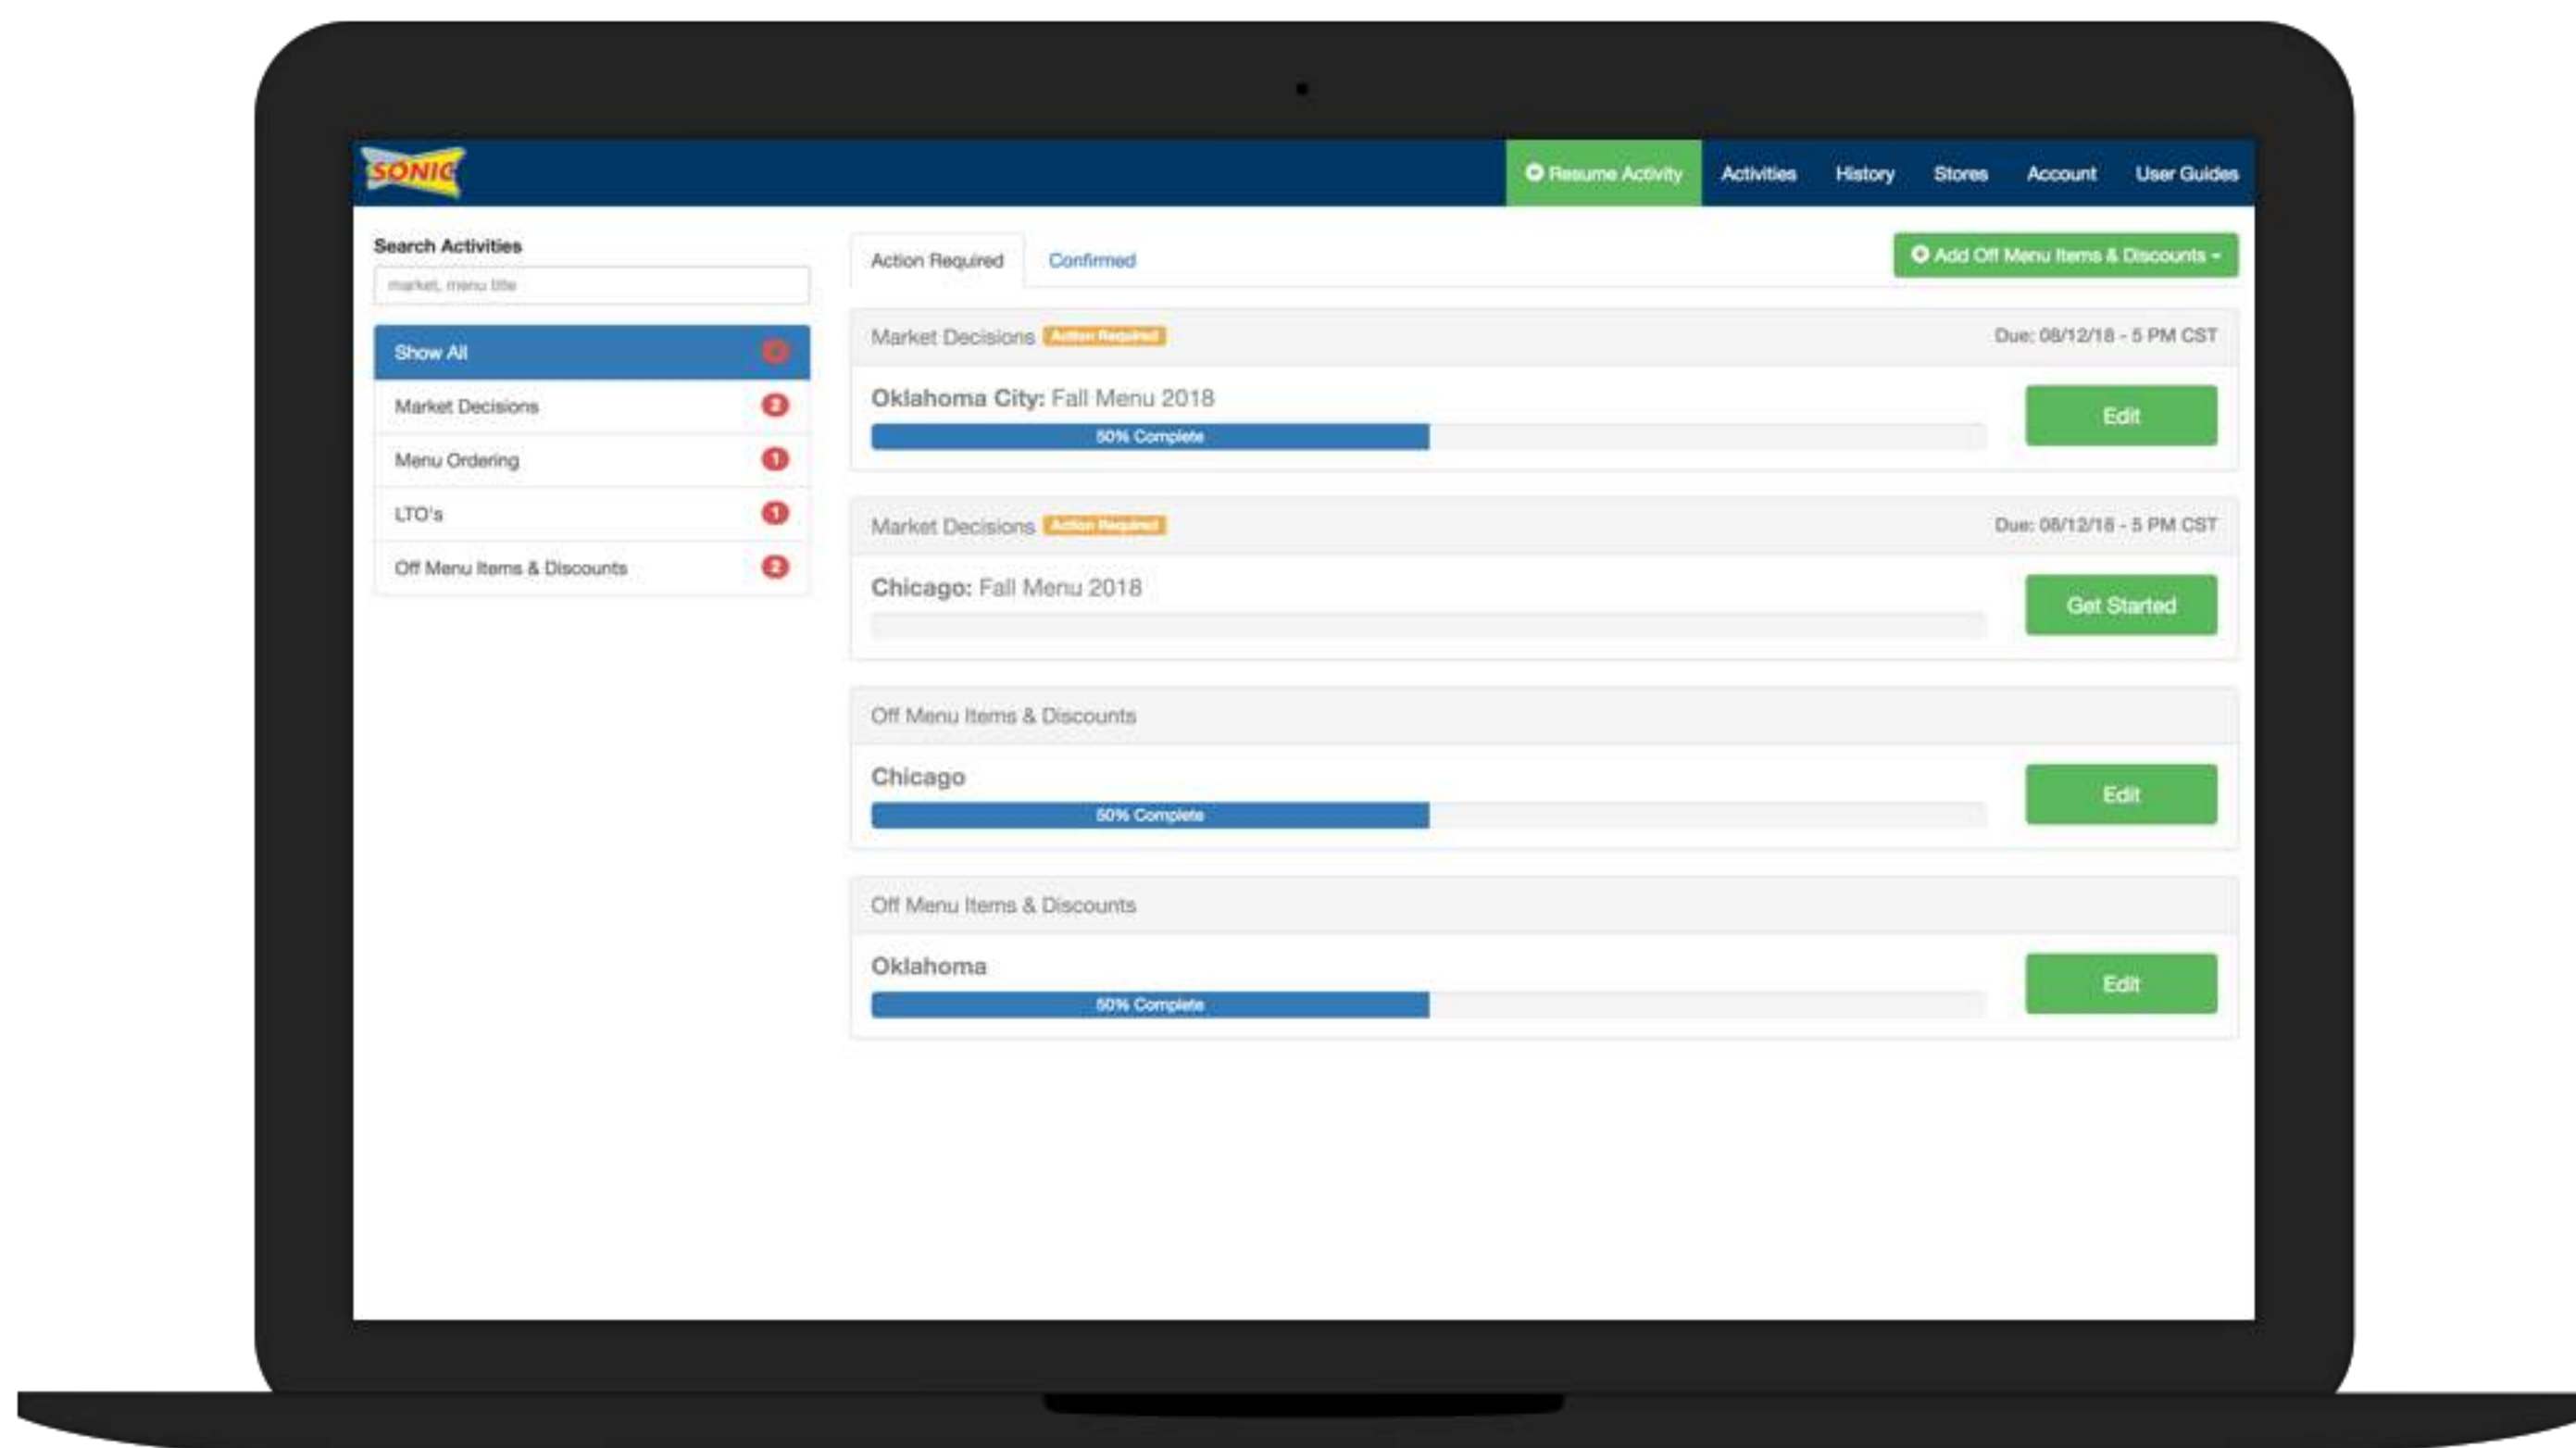 SONIC
Resume Activity Activities History Stores Account User Guides
Search Activities
market, menu title
Show All
Market Decisions 2
Menu Ordering 1
LTO's 1
Off Menu Items & Discounts 2
Action Required Confirmed
Add Off Menu Items & Discounts
Market Decisions Action Required Due: 08/12/18 - 5 PM CST
Oklahoma City: Fall Menu 2018
50% Complete
Edit
Market Decisions Action Required Due: 08/12/18 - 5 PM CST
Chicago: Fall Menu 2018
Get Started
Off Menu Items & Discounts
Chicago
50% Complete
Edit
Off Menu Items & Discounts
Oklahoma
50% Complete
Edit